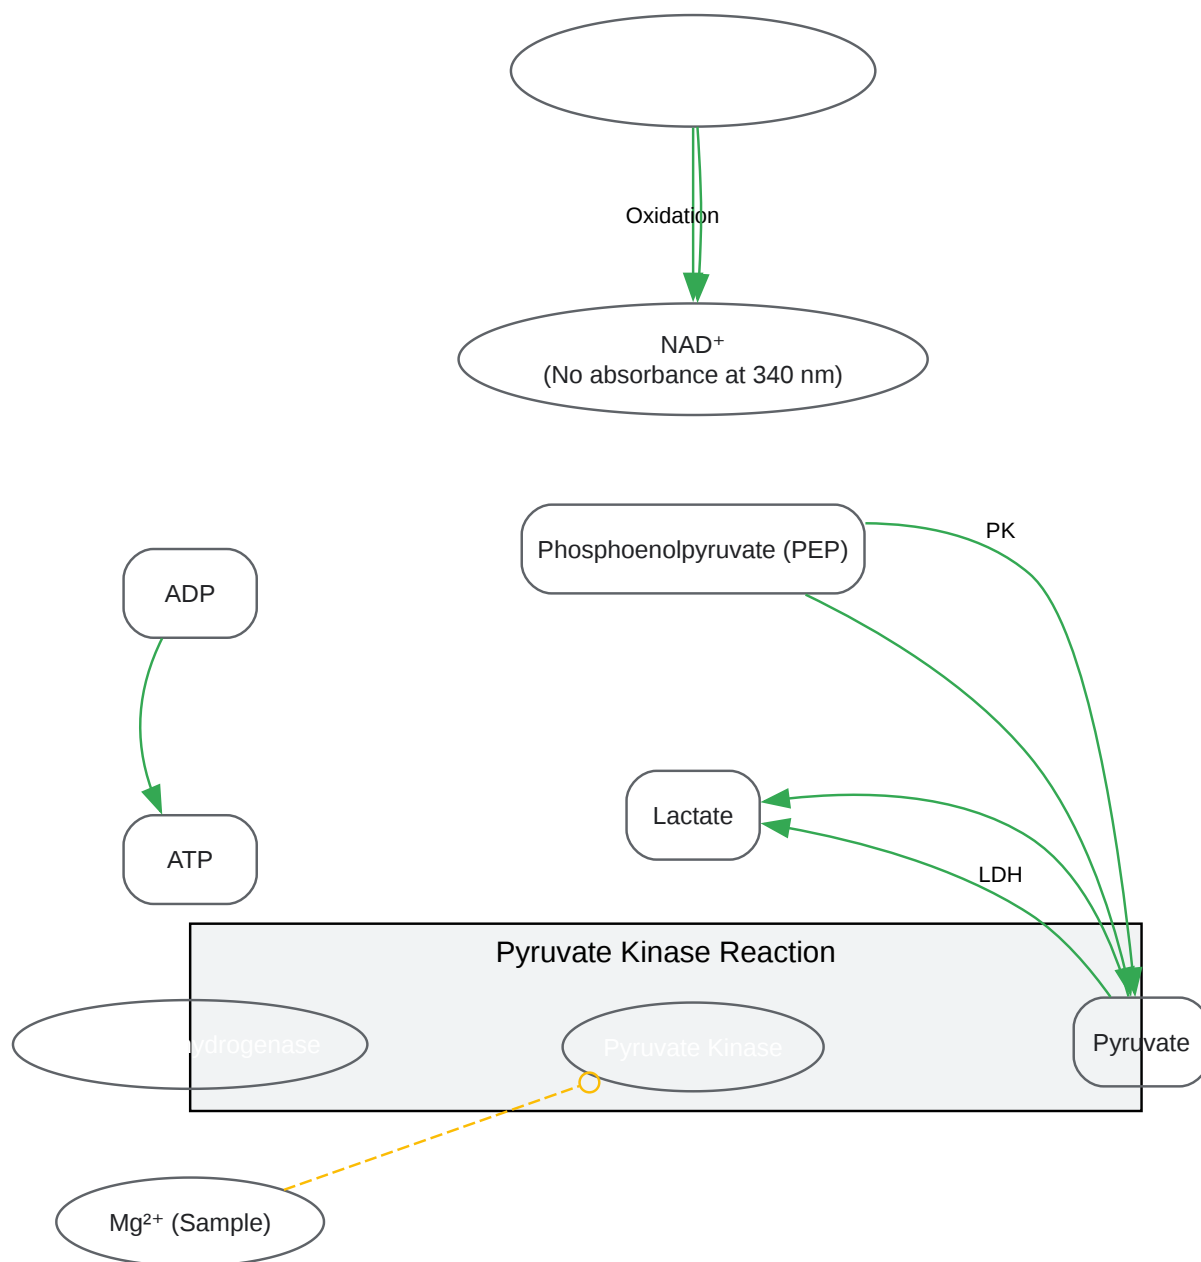 Oxidation
NAD⁺
(No absorbance at 340 nm)
Phosphoenolpyruvate (PEP)
PK
ADP
Lactate
ATP
LDH
Pyruvate Kinase Reaction
ydrogenase
Pyruvate Kinase
Pyruvate
Mg²⁺ (Sample)